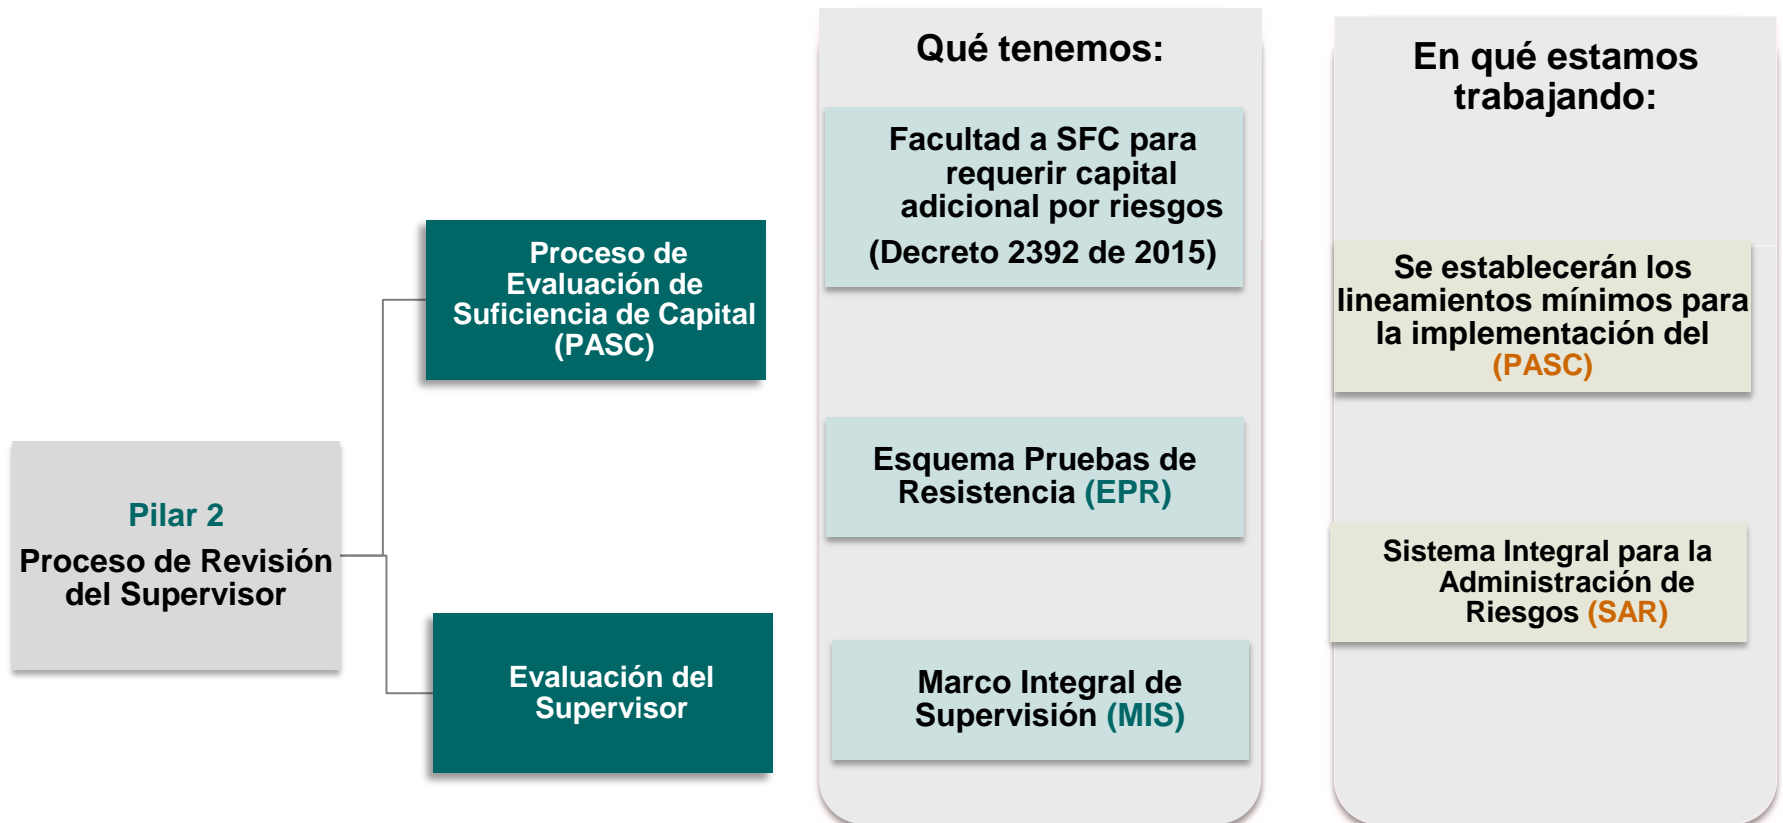 Pilar 2
Proceso de Revisión
del Supervisor
Proceso de
Evaluación de
Suficiencia de Capital
(PASC)
Evaluación del
Supervisor
Qué tenemos:
Facultad a SFC para
requerir capital
adicional por riesgos
(Decreto 2392 de 2015)
Esquema Pruebas de
Resistencia (EPR)
Marco Integral de
Supervisión (MIS)
En qué estamos
trabajando:
Se establecerán los
lineamientos mínimos para
la implementación del
(PASC)
Sistema Integral para la
Administración de
Riesgos (SAR)